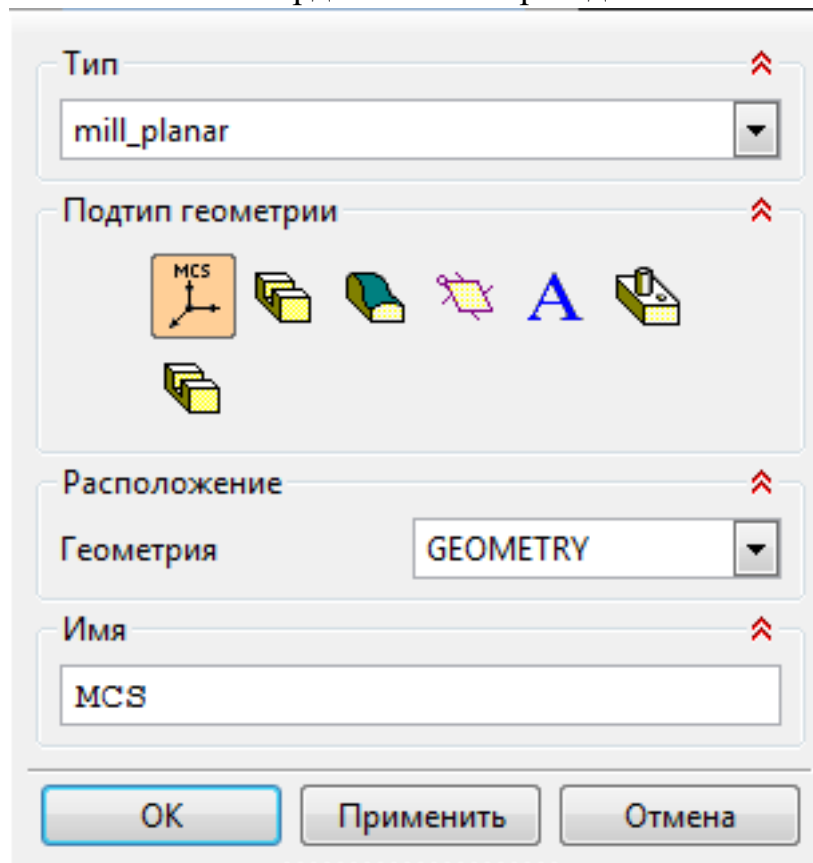 Тип
mill_planar
Подтип геометрии
MCS
A
Расположение
Геометрия GEOMETRY
Имя
MCS
OK Применить Отмена